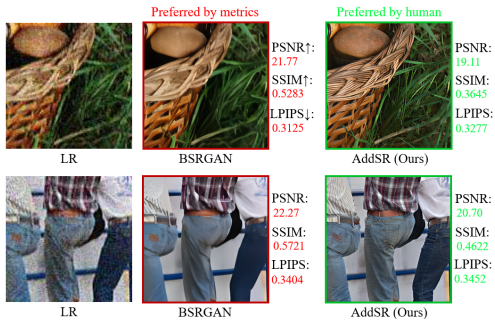 Preferred by metrics
Preferred by human
PSNR↑:
21.77
SSIM↑:
0.5283
LPIPS↓:
0.3125
PSNR:
19.11
SSIM:
0.3645
LPIPS:
0.3277
LR
BSRGAN
AddSR (Ours)
PSNR:
22.27
SSIM:
0.5721
LPIPS:
0.3404
PSNR:
20.70
SSIM:
0.4622
LPIPS:
0.3452
LR
BSRGAN
AddSR (Ours)